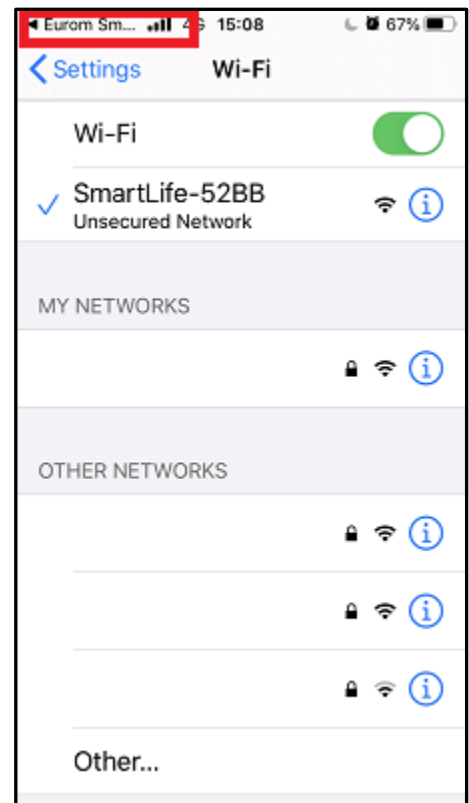 ◀ Eurom Sm... 4G 15:08 67%
Settings Wi-Fi
Wi-Fi
SmartLife-52BB
Unsecured Network
MY NETWORKS
OTHER NETWORKS
Other...